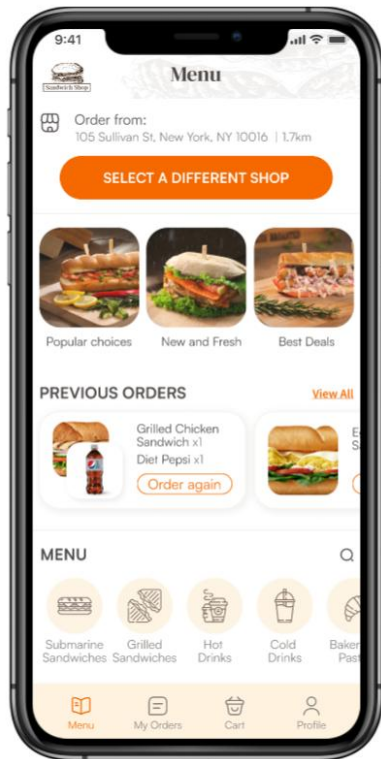 9:41
Sandwich Shop
Menu
Order from:
105 Sullivan St, New York, NY 10016 | 1.7km
SELECT A DIFFERENT SHOP
Popular choices
New and Fresh
Best Deals
PREVIOUS ORDERS
View All
Grilled Chicken
Sandwich x1
Diet Pepsi x1
Order again
MENU
Submarine
Sandwiches
Grilled
Sandwiches
Hot
Drinks
Cold
Drinks
Menu
My Orders
Cart
Profile